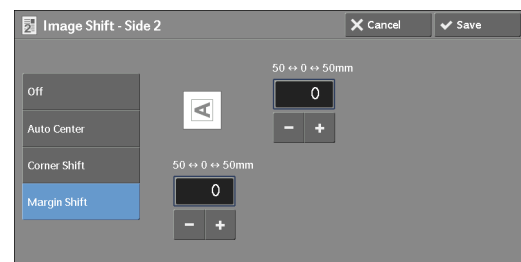 Image Shift - Side 2
Cancel
Save
Off
Auto Center
Corner Shift
Margin Shift
A
50 ↔ 0 ↔ 50mm
0
− +
50 ↔ 0 ↔ 50mm
0
− +